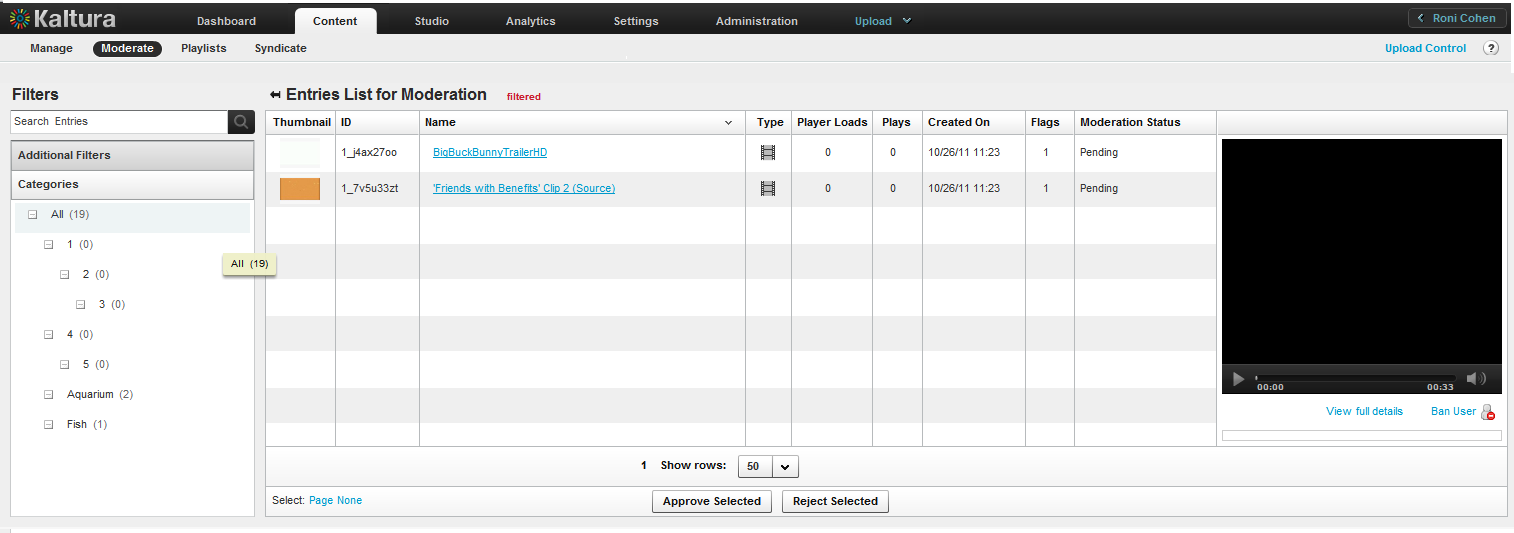 Kaltura Dashboard Content Studio Analytics Settings Administration Upload Roni Cohen
Manage Moderate Playlists Syndicate Upload Control ?
Filters
Search Entries
Additional Filters
Categories
All (19)
1 (0)
2 (0)
3 (0)
4 (0)
5 (0)
Aquarium (2)
Fish (1)
All (19)
Entries List for Moderation filtered
Thumbnail ID Name Type Player Loads Plays Created On Flags Moderation Status
1_j4ax27oo BigBuckBunnyTrailerHD 0 0 10/26/11 11:23 1 Pending
1_7v5u33zt 'Friends with Benefits' Clip 2 (Source) 0 0 10/26/11 11:23 1 Pending
00:00 00:33
View full details Ban User
1 Show rows: 50
Select: Page None Approve Selected Reject Selected